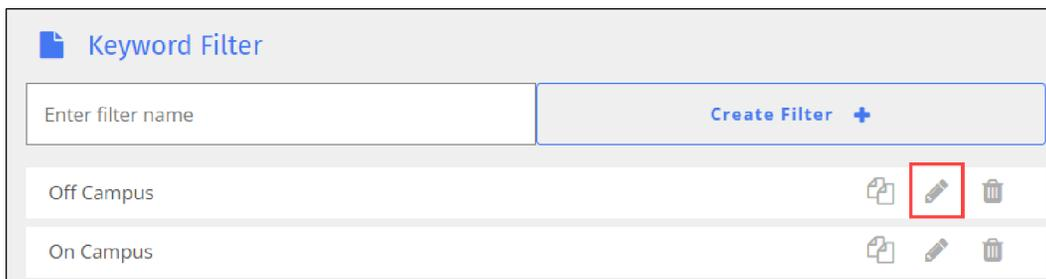 Keyword Filter
Enter filter name
Create Filter
Off Campus
On Campus